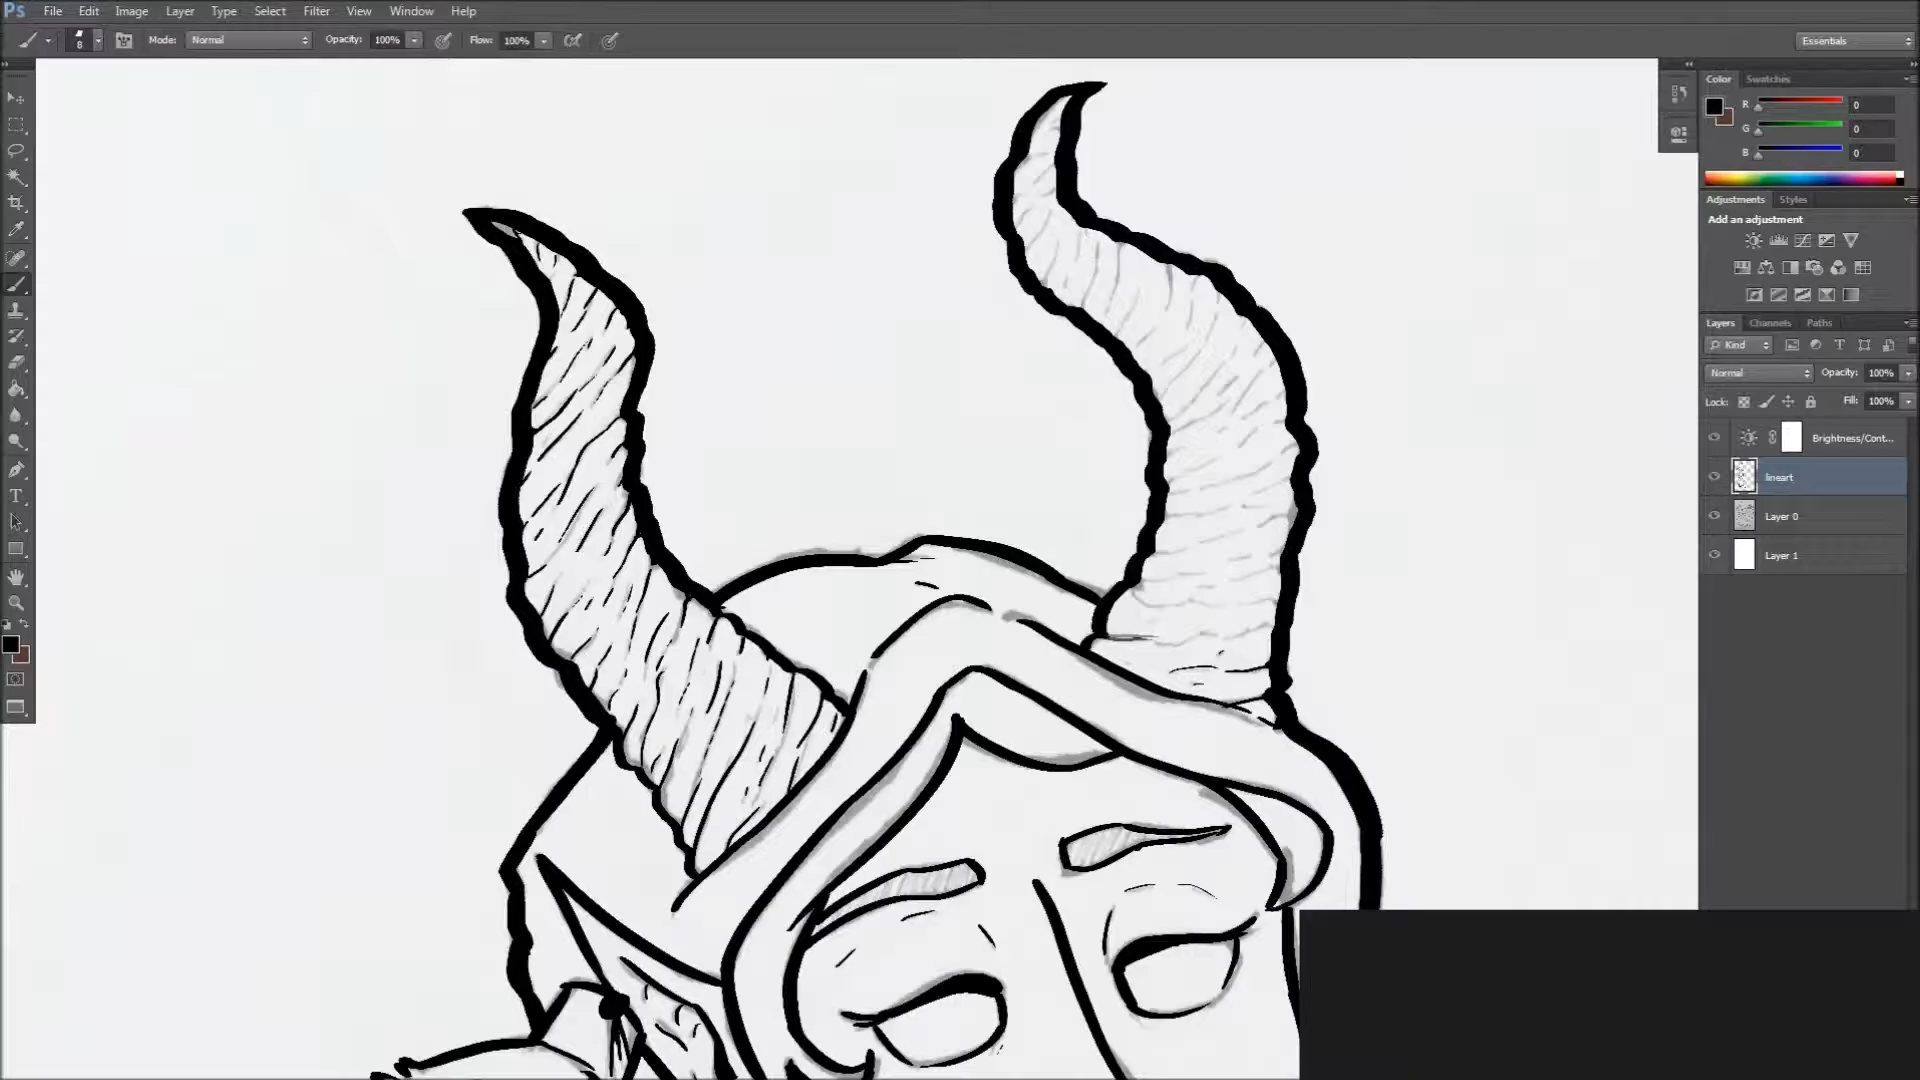 Ps File Edit Image Layer Type Select Filter View Window Help
8 Mode: Normal Opacity: 100% Flow: 100% Essentials
Color Swatches
R 0
G 0
B 0
Adjustments Styles
Add an adjustment
Layers Channels Paths
Kind
Normal Opacity: 100%
Lock: Fill: 100%
Brightness/Cont...
lineart
Layer 0
Layer 1